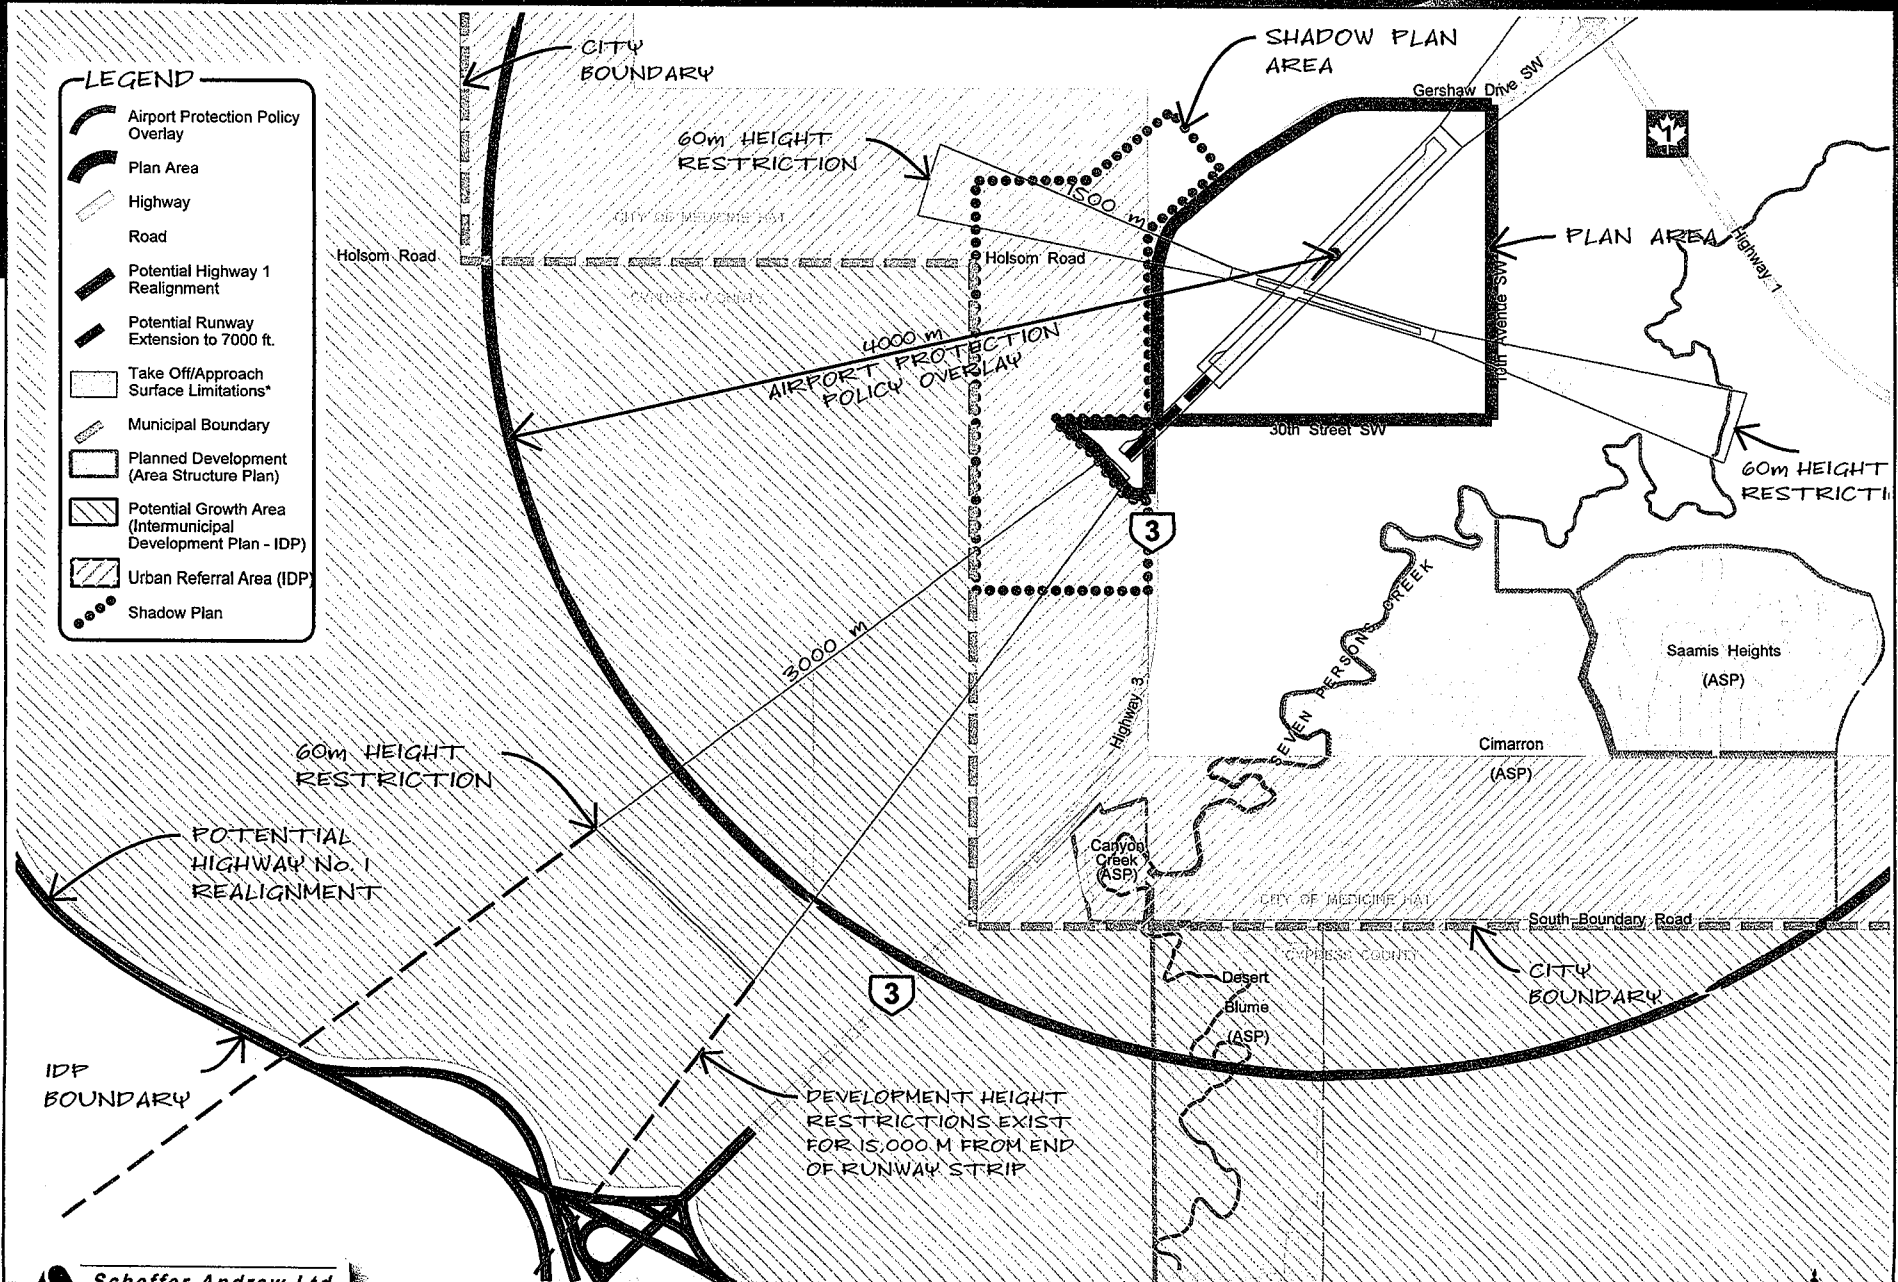 LEGEND
Airport Protection Policy
Overlay
Plan Area
Highway
Road
Potential Highway 1
Realignment
Potential Runway
Extension to 7000 ft.
Take Off/Approach
Surface Limitations*
Municipal Boundary
Planned Development
(Area Structure Plan)
Potential Growth Area
(Intermunicipal
Development Plan - IDP)
Urban Referral Area (IDP)
Shadow Plan
CITY
BOUNDARY
SHADOW PLAN
AREA
Gershaw Drive SW
60m HEIGHT
RESTRICTION
1500 m
1
CITY OF MEDICINE HAT
Holsom Road
Holsom Road
CYPRESS COUNTY
PLAN AREA
Highway 1
10th Avenue SW
4000 m
AIRPORT PROTECTION
POLICY OVERLAY
30th Street SW
60m HEIGHT
RESTRICTI
3
SEVEN PERSONS CREEK
3000 m
Saamis Heights
(ASP)
Highway 3
Cimarron
(ASP)
60m HEIGHT
RESTRICTION
POTENTIAL
HIGHWAY No. 1
REALIGNMENT
Canyon
Creek
(ASP)
CITY OF MEDICINE HAT
South Boundary Road
CYPRESS COUNTY
3
Desert
Blume
(ASP)
CITY
BOUNDARY
IDP
BOUNDARY
DEVELOPMENT HEIGHT
RESTRICTIONS EXIST
FOR 15,000 M FROM END
OF RUNWAY STRIP
Scheffer Andrew Ltd.